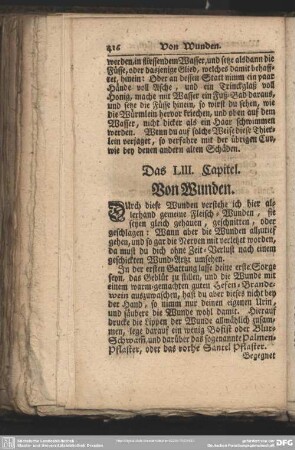 416 Von Wunden.
werden, in fliessendem Wasser, und setze alsdann die
Füsse, oder dasjenige Glied, welches damit behaff-
tet, hinein: Oder an dessen Statt nimm ein paar
Hände voll Asche, und ein Trinckglaß voll
Honig, mache mit Wasser ein Fuß-Bad daraus,
und setze die Füsse hinein, so wirst du sehen, wie
die Würmlein hervor kriechen, und oben auf dem
Wasser, nicht dicker als ein Haar schwimmen
werden. Wann du auf solche Weise diese Thier-
lein verjaget, so verfahre mit der übrigen Cur,
wie bey denen andern alten Schäden.
Das LIII. Capitel.
Von Wunden.
DUrch diese Wunden verstehe ich hier al-
lerhand gemeine Fleisch-Wunden, sie
seyen gleich gehauen, geschnitten, oder
geschlagen: Wann aber die Wunden allzutief
gehen, und so gar die Nerven mit verletzt worden,
da must du dich ohne Zeit-Verlust nach einem
geschickten Wund-Artzt umsehen.
In der ersten Gattung lasse deine erste Sorge
seyn, das Geblüt zu stillen, und die Wunde mit
einem warm-gemachten guten Hefen-Brande-
wein auszuwaschen, hast du aber dieses nicht bey
der Hand, so nimm nur deinen eigenen Urin,
und säubere die Wunde wohl damit. Hierauf
drucke die Lippen der Wunde allmählich zusam-
men, lege darauf ein wenig Bofist oder Blut-
Schwamm, und darüber das sogenannte Palmen-
Pflaster, oder das rothe Santel Pflaster.
Begegnet